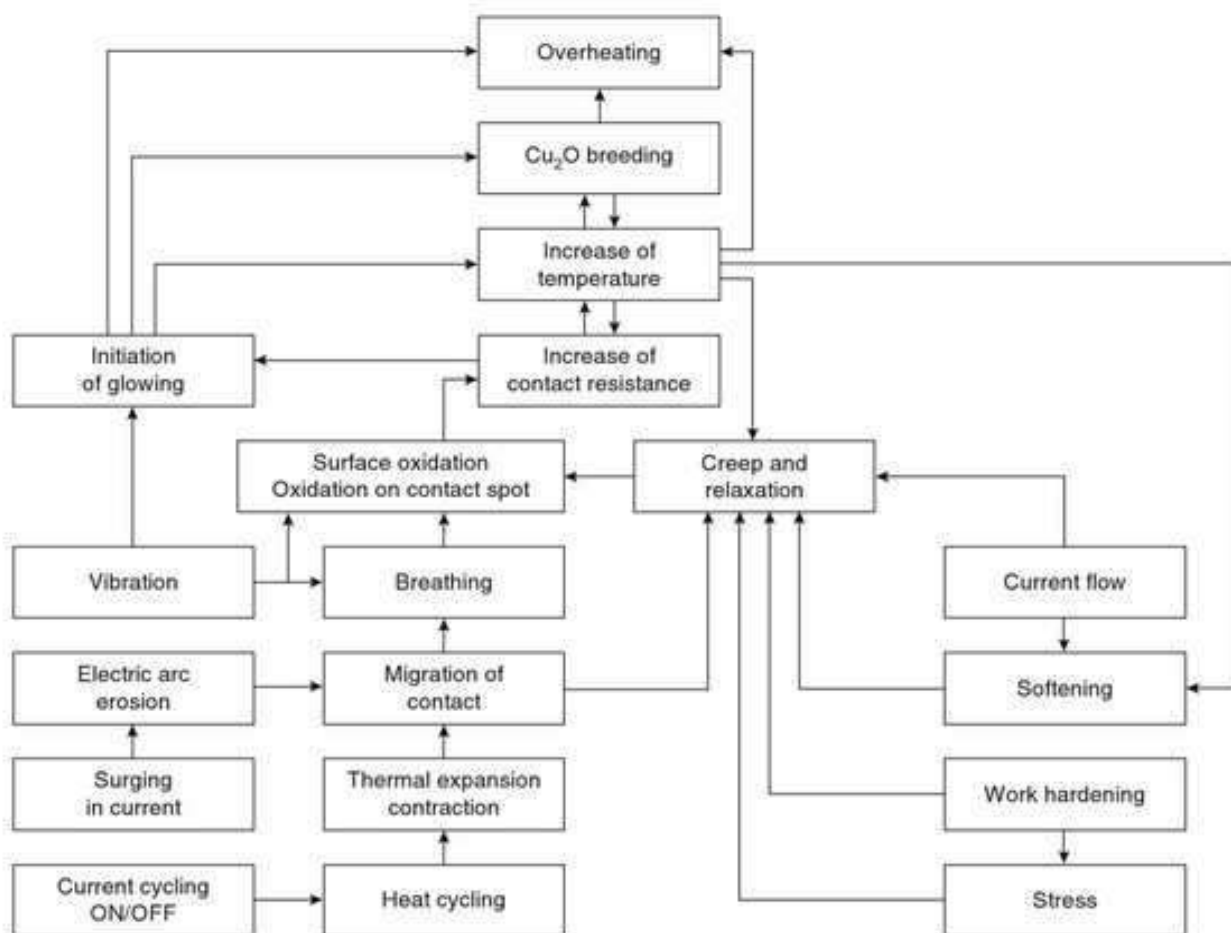 Overheating
Cu₂O breeding
Increase of
temperature
Initiation
of glowing
Increase of
contact resistance
Surface oxidation
Oxidation on contact spot
Creep and
relaxation
Vibration
Breathing
Current flow
Electric arc
erosion
Migration of
contact
Softening
Surging
in current
Thermal expansion
contraction
Work hardening
Current cycling
ON/OFF
Heat cycling
Stress